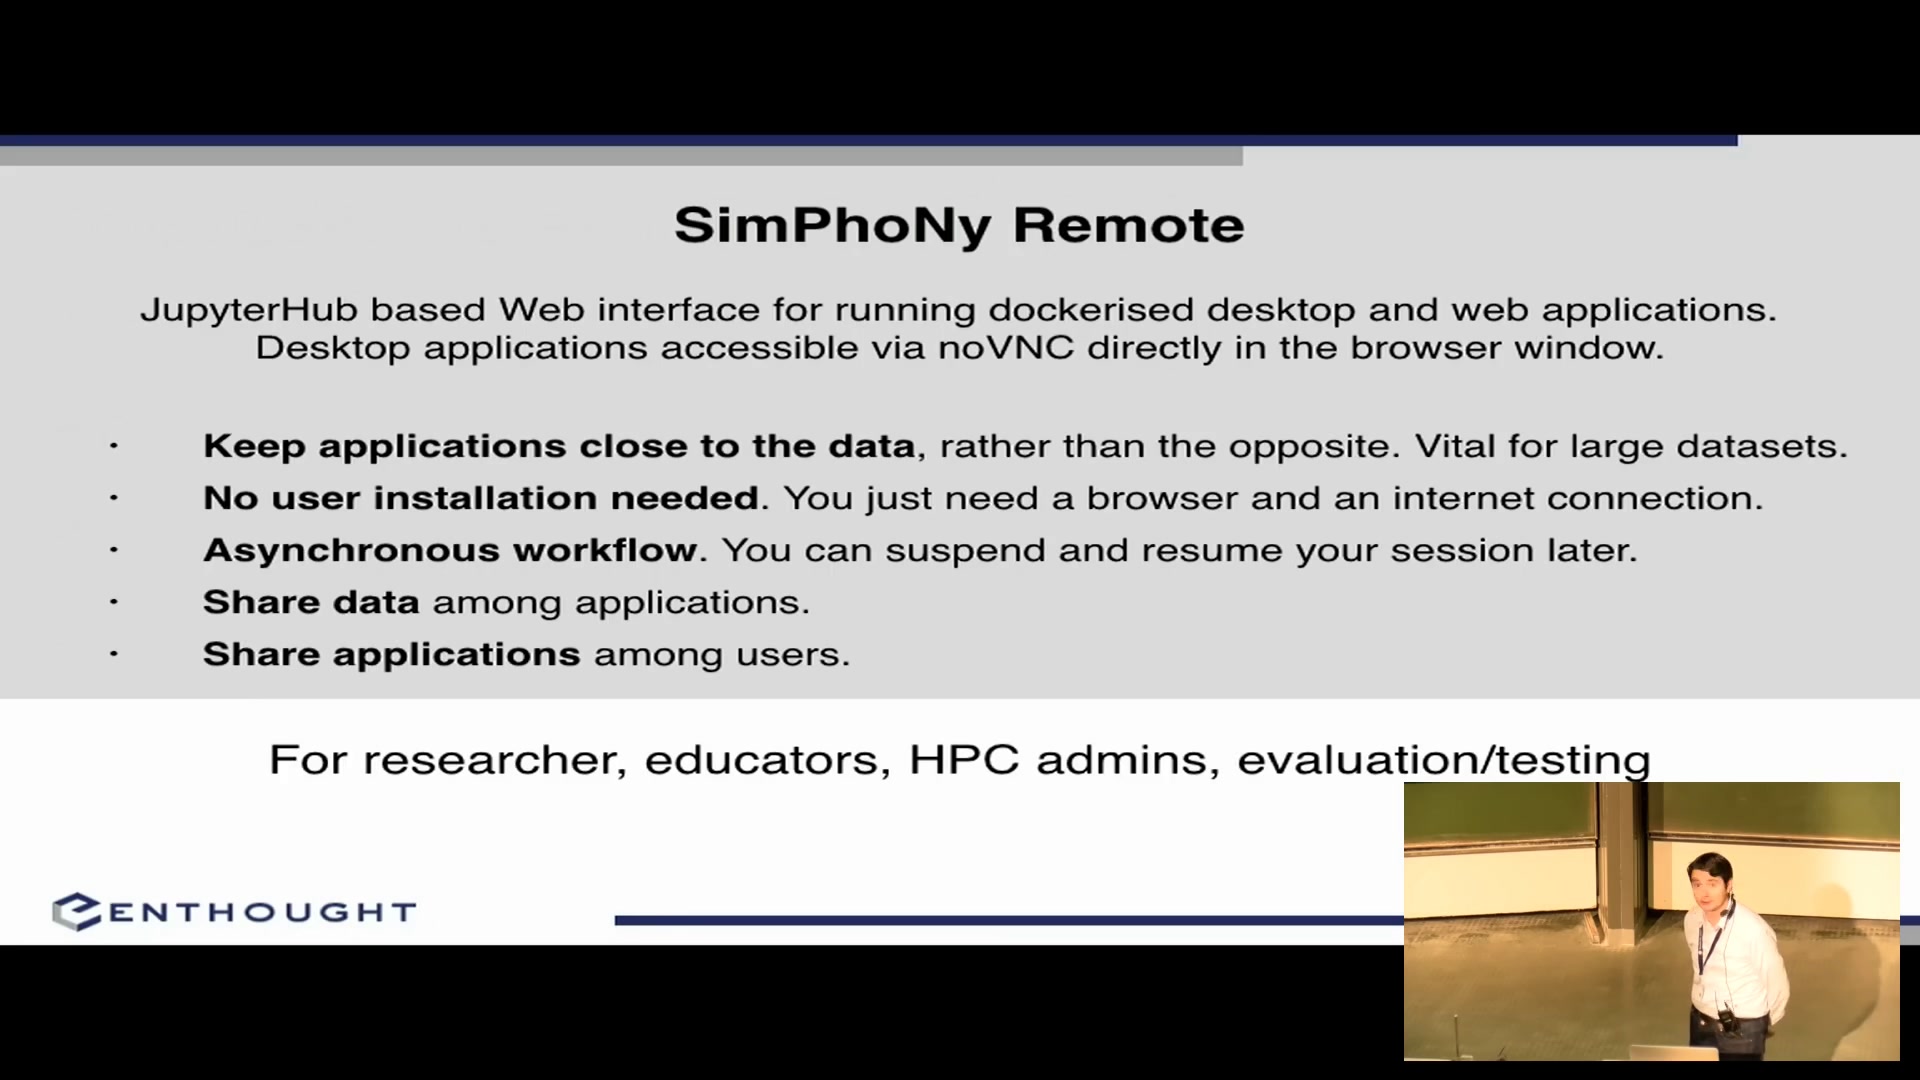 SimPhoNy Remote
JupyterHub based Web interface for running dockerised desktop and web applications.
Desktop applications accessible via noVNC directly in the browser window.
· Keep applications close to the data, rather than the opposite. Vital for large datasets.
· No user installation needed. You just need a browser and an internet connection.
· Asynchronous workflow. You can suspend and resume your session later.
· Share data among applications.
· Share applications among users.
For researcher, educators, HPC admins, evaluation/testing
ENTHOUGHT